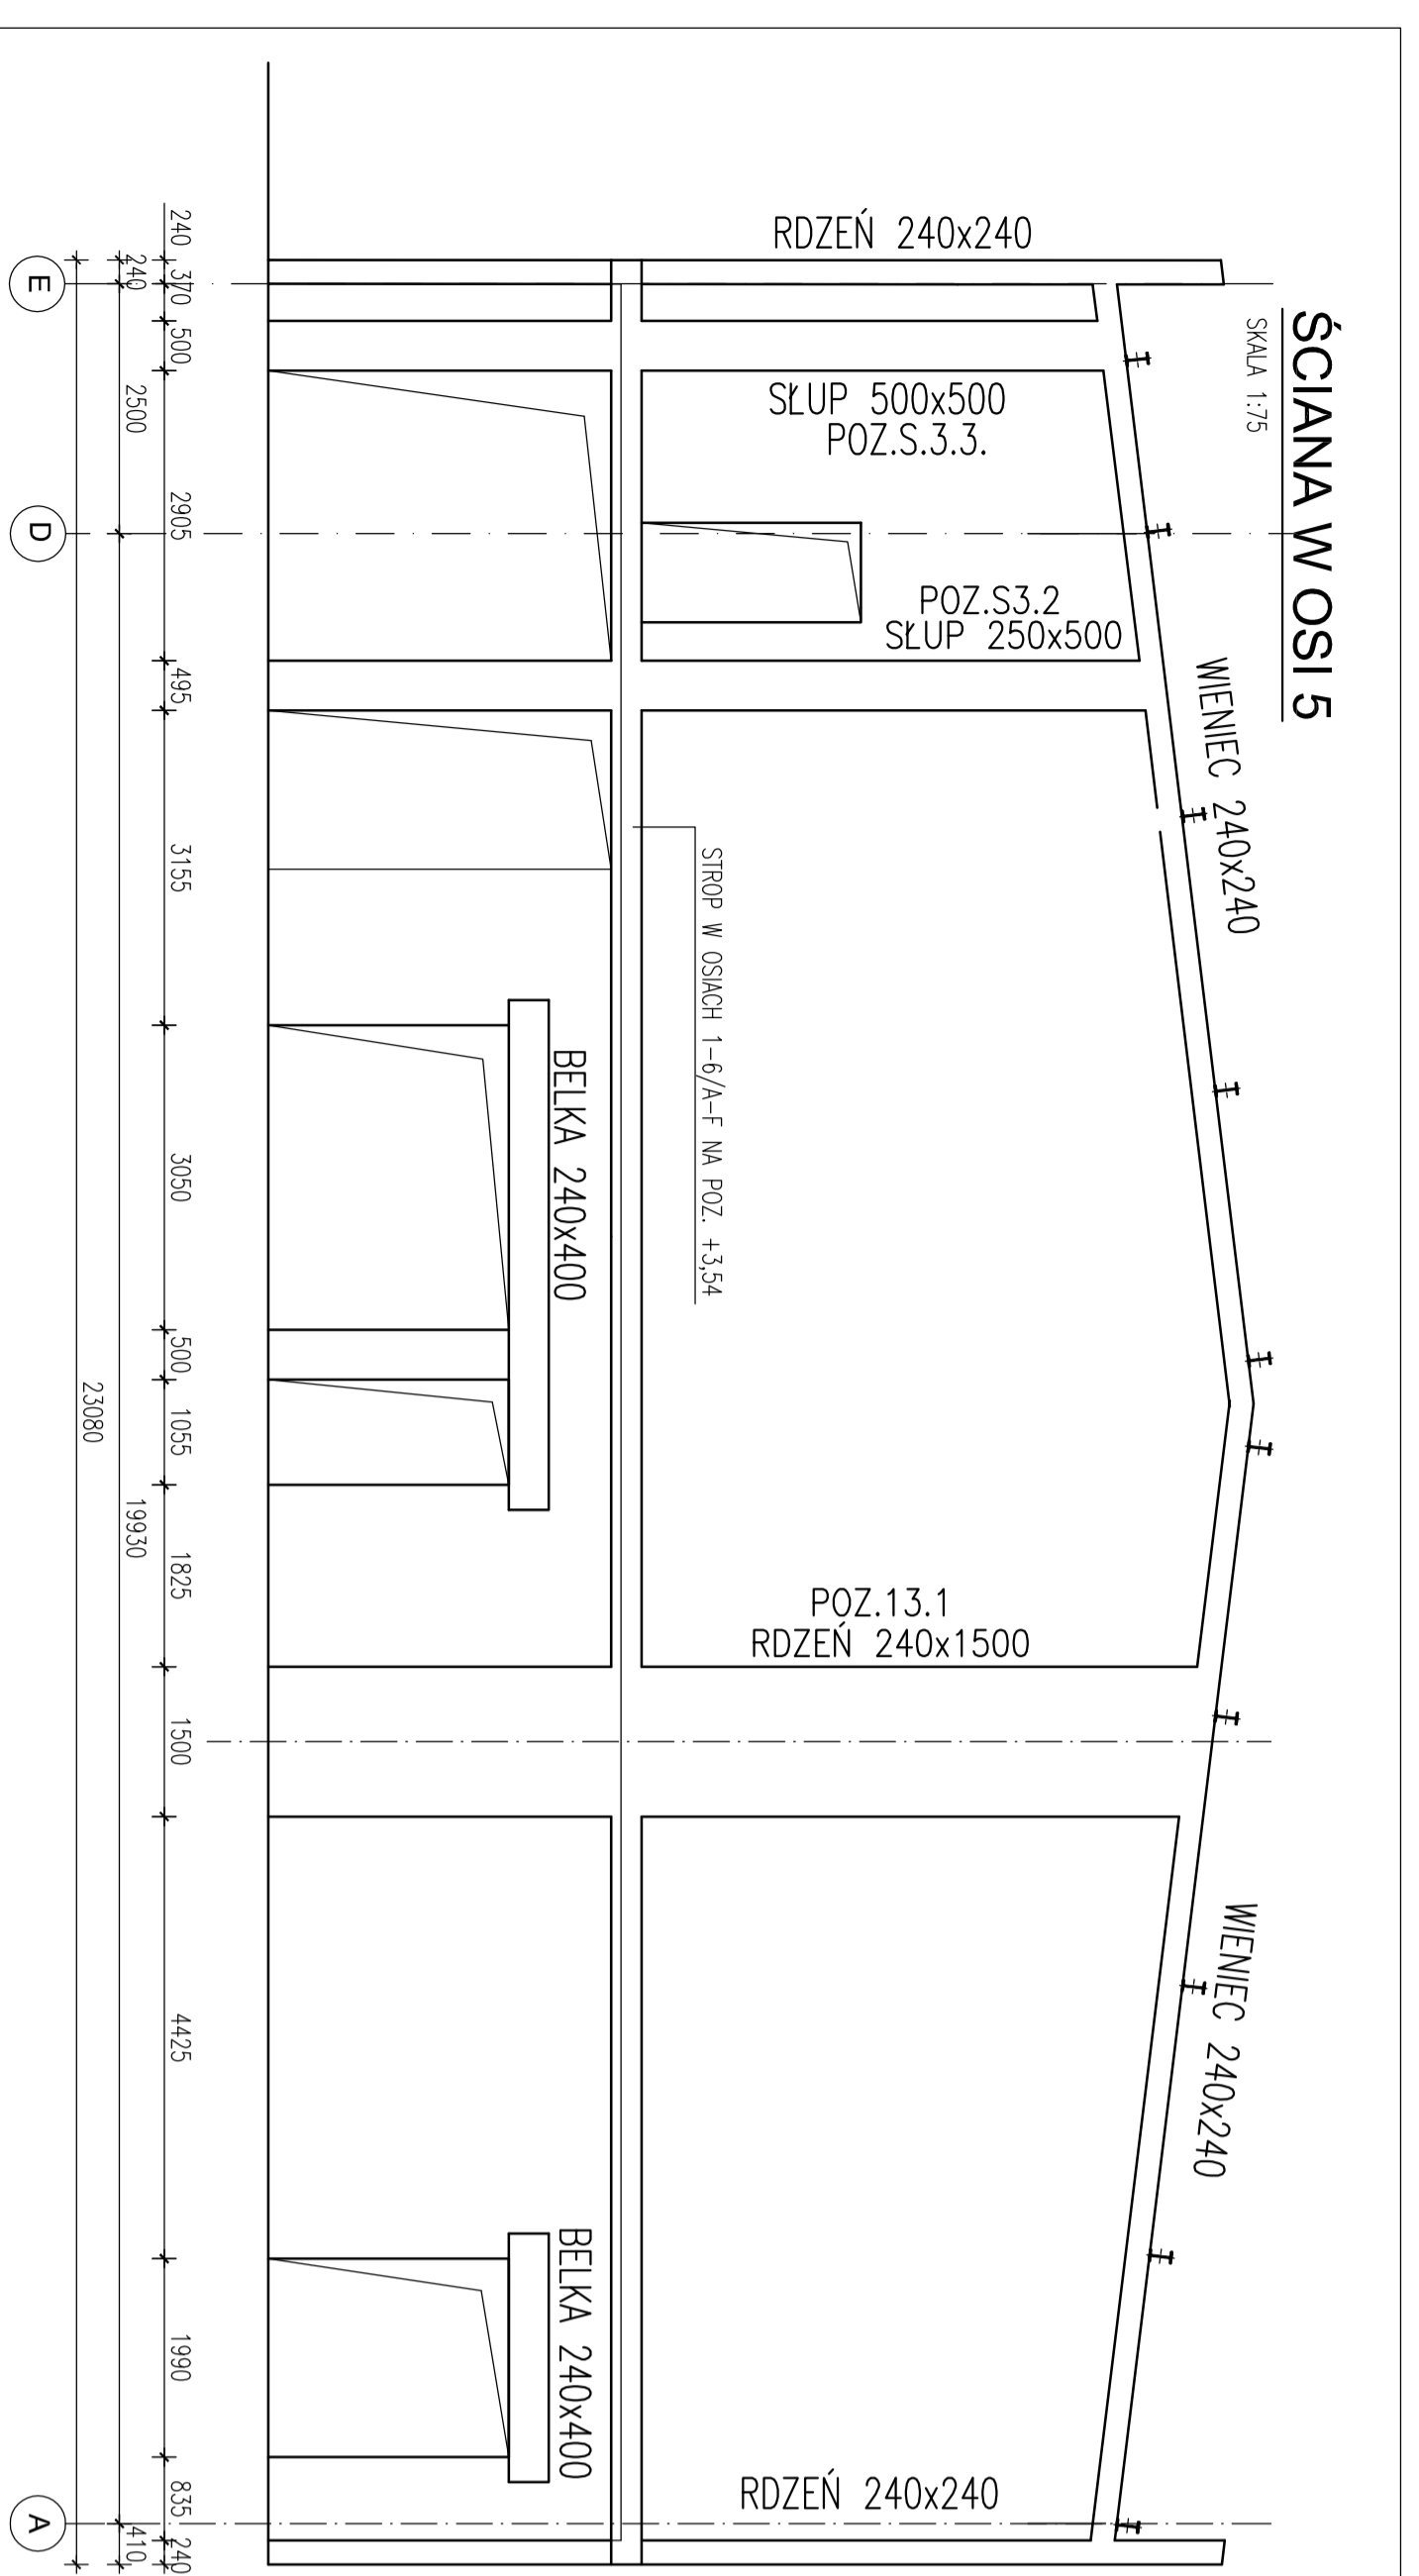 ŚCIANA W OSI 5
SKALA 1:75
WIENIEC 240x240
WIENIEC 240x240
RDZEŃ 240x240
SŁUP 500x500
POZ.S.3.3.
POZ.S3.2
SŁUP 250x500
POZ.13.1
RDZEŃ 240x1500
RDZEŃ 240x240
STROP W OSIACH 1-6/A-F NA POZ. +3,54
BELKA 240x400
BELKA 240x400
240 370 500 2905 495 3155 3050 500 1055 1825 1500 4425 1990 835 240
240 2500 19930 410
23080
E D A